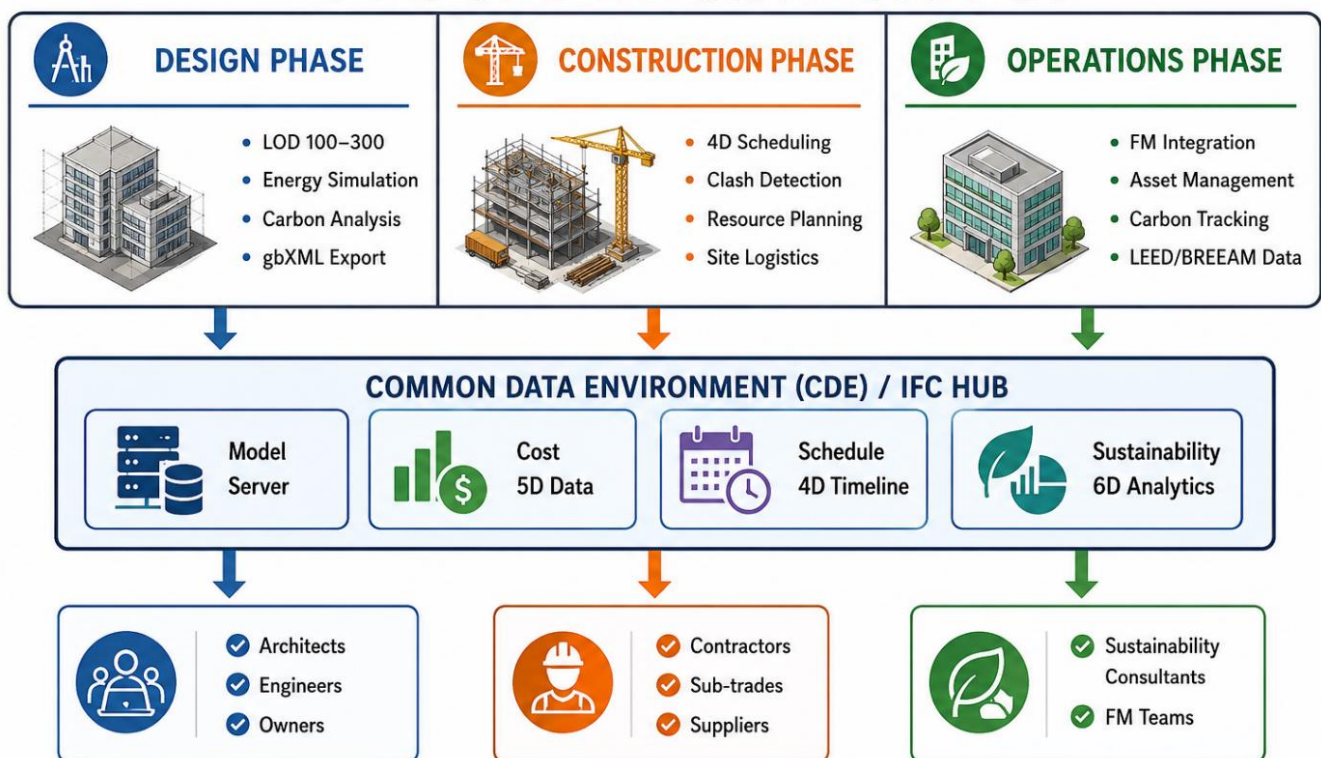 DESIGN PHASE
LOD 100–300
Energy Simulation
Carbon Analysis
gbXML Export
CONSTRUCTION PHASE
4D Scheduling
Clash Detection
Resource Planning
Site Logistics
OPERATIONS PHASE
FM Integration
Asset Management
Carbon Tracking
LEED/BREEAM Data
COMMON DATA ENVIRONMENT (CDE) / IFC HUB
Model
Server
$
Cost
5D Data
Schedule
4D Timeline
Sustainability
6D Analytics
Architects
Engineers
Owners
Contractors
Sub-trades
Suppliers
Sustainability
Consultants
FM Teams